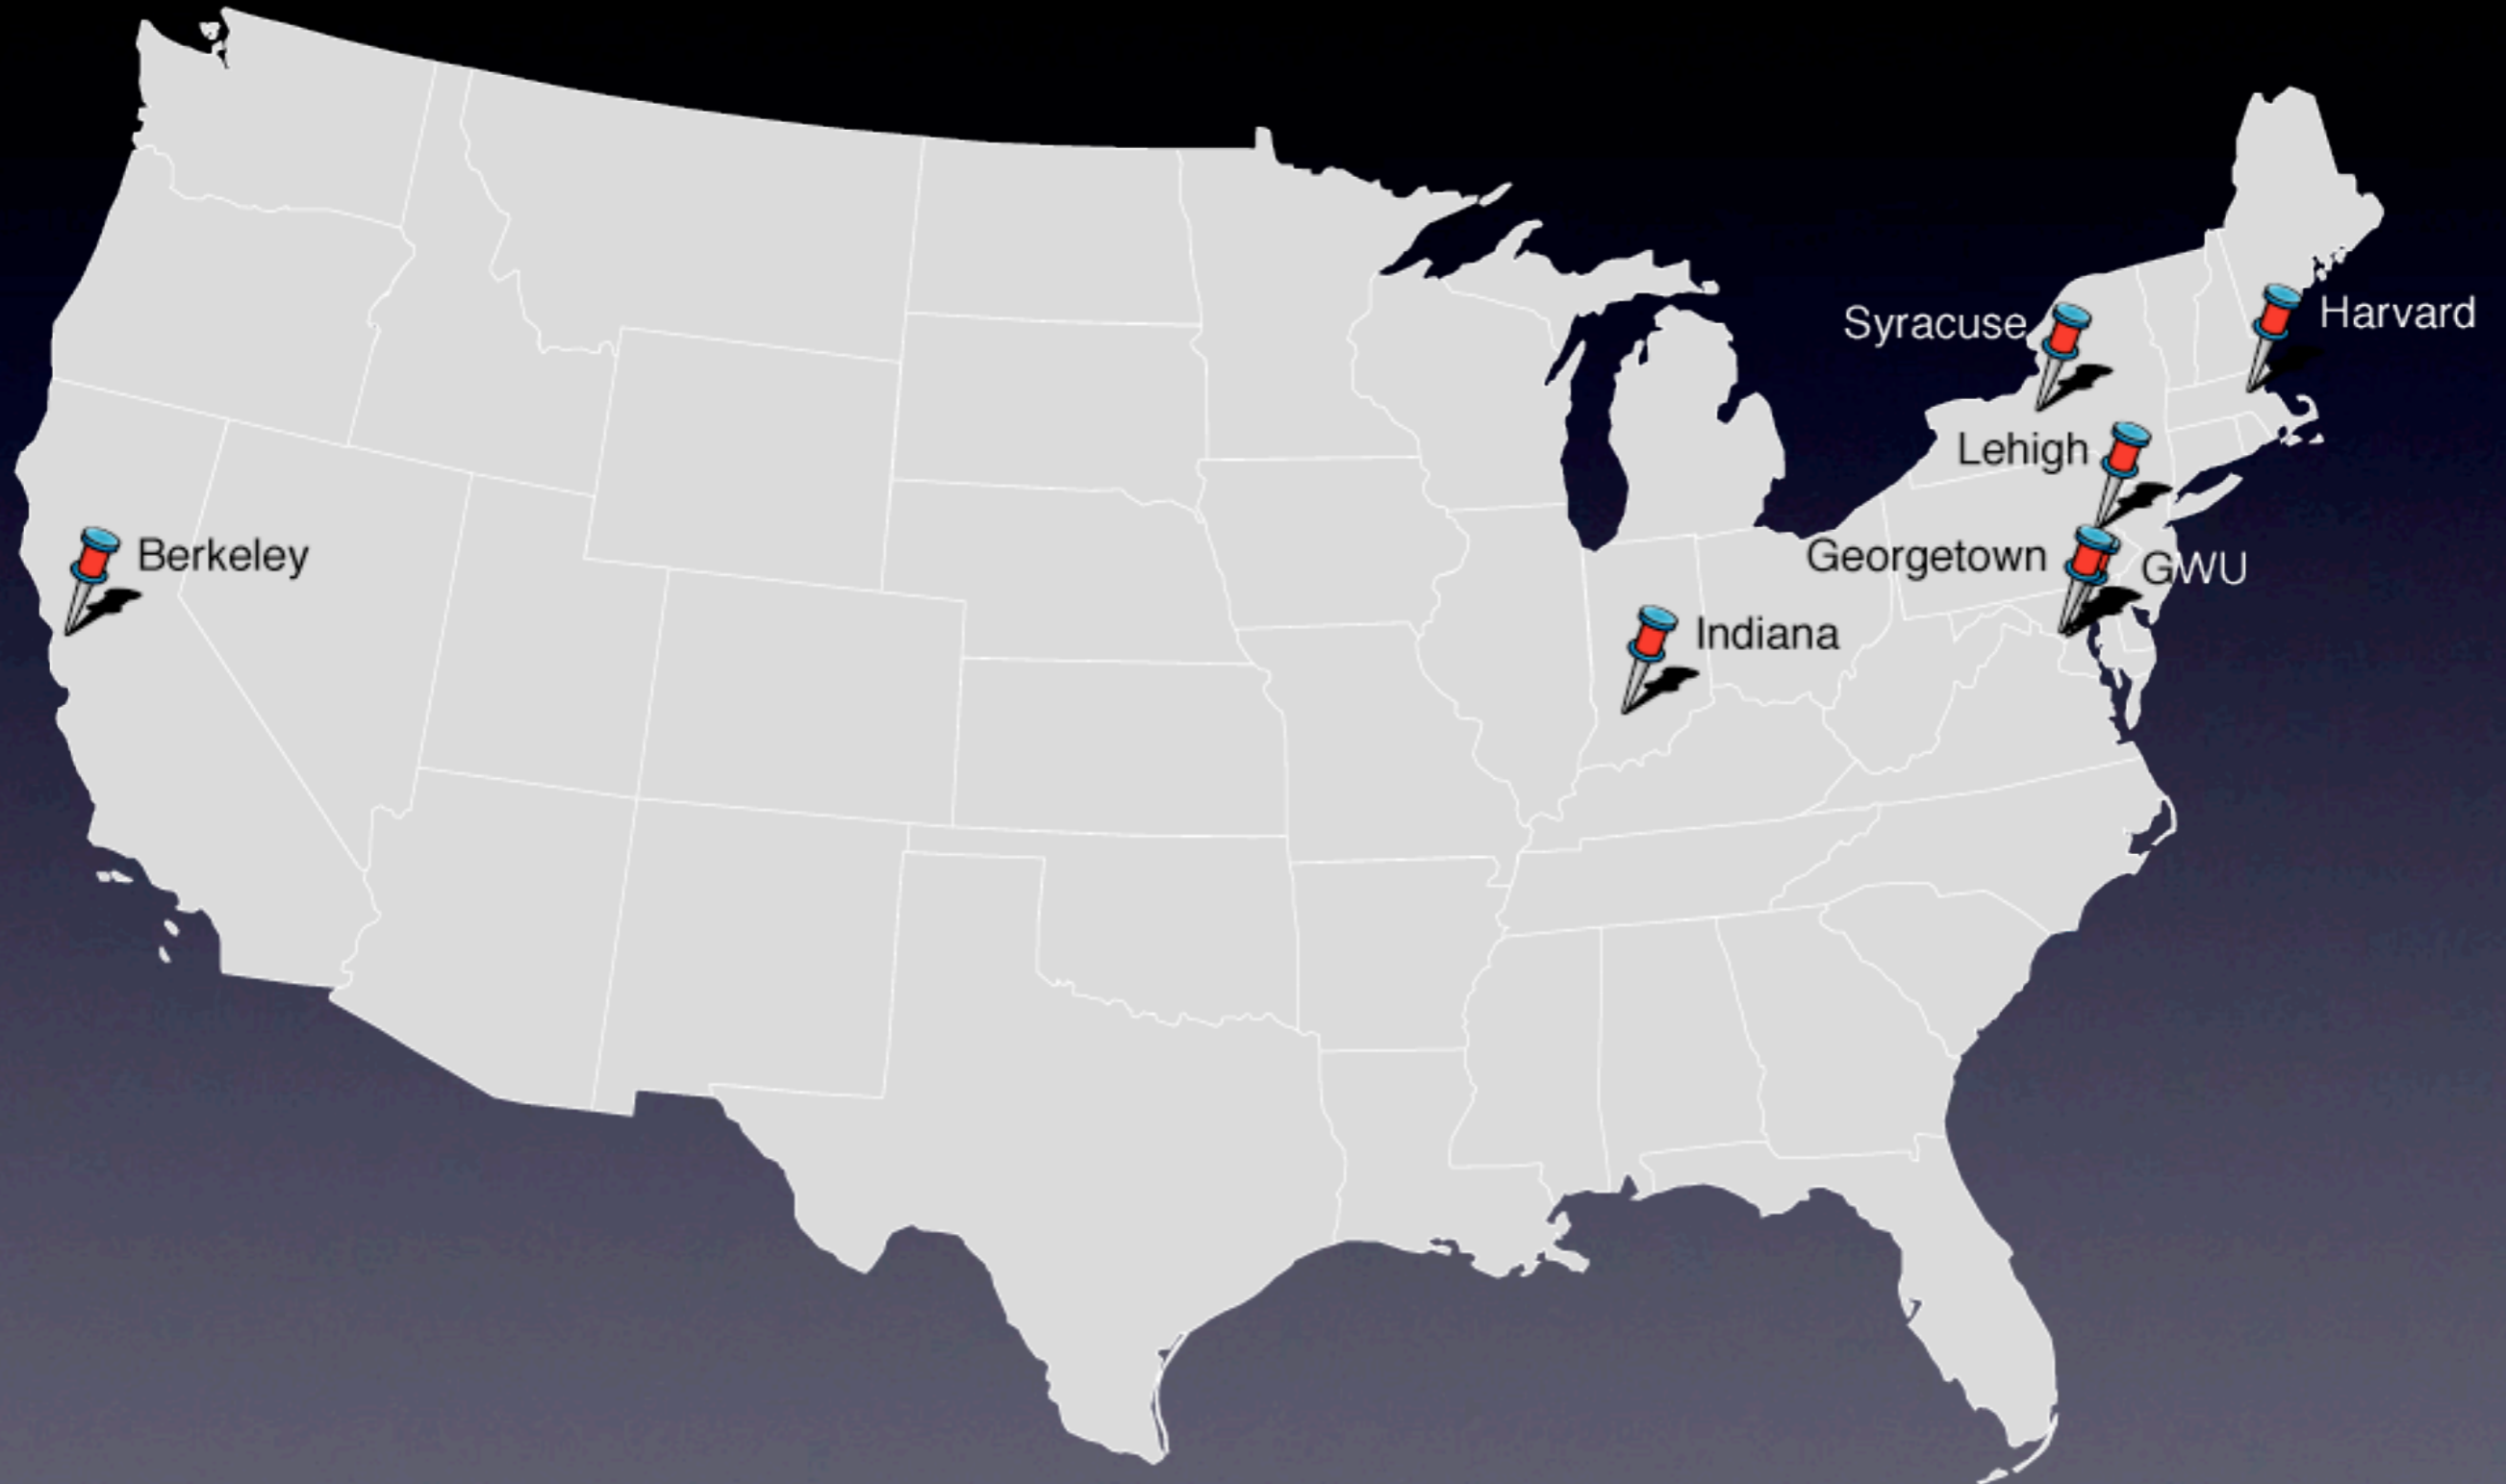 Syracuse
Harvard
Lehigh
Berkeley
Georgetown
GWU
Indiana